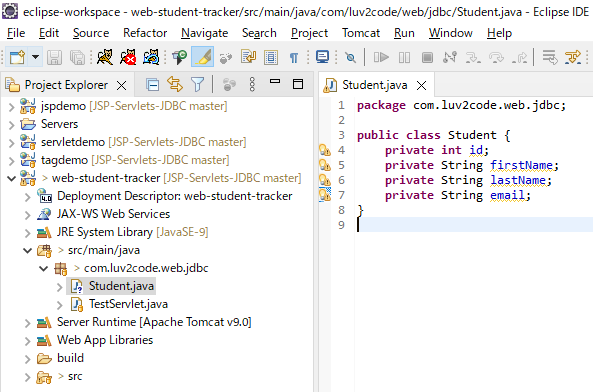 eclipse-workspace - web-student-tracker/src/main/java/com/luv2code/web/jdbc/Student.java - Eclipse IDE
File Edit Source Refactor Navigate Search Project Tomcat Run Window Help
Project Explorer
jspdemo [JSP-Servlets-JDBC master]
Servers
servletdemo [JSP-Servlets-JDBC master]
tagdemo [JSP-Servlets-JDBC master]
> web-student-tracker [JSP-Servlets-JDBC master]
Deployment Descriptor: web-student-tracker
JAX-WS Web Services
JRE System Library [JavaSE-9]
> src/main/java
> com.luv2code.web.jdbc
Student.java
TestServlet.java
Server Runtime [Apache Tomcat v9.0]
Web App Libraries
build
> src
Student.java
1 package com.luv2code.web.jdbc;
2
3 public class Student {
4 private int id;
5 private String firstName;
6 private String lastName;
7 private String email;
8 }
9